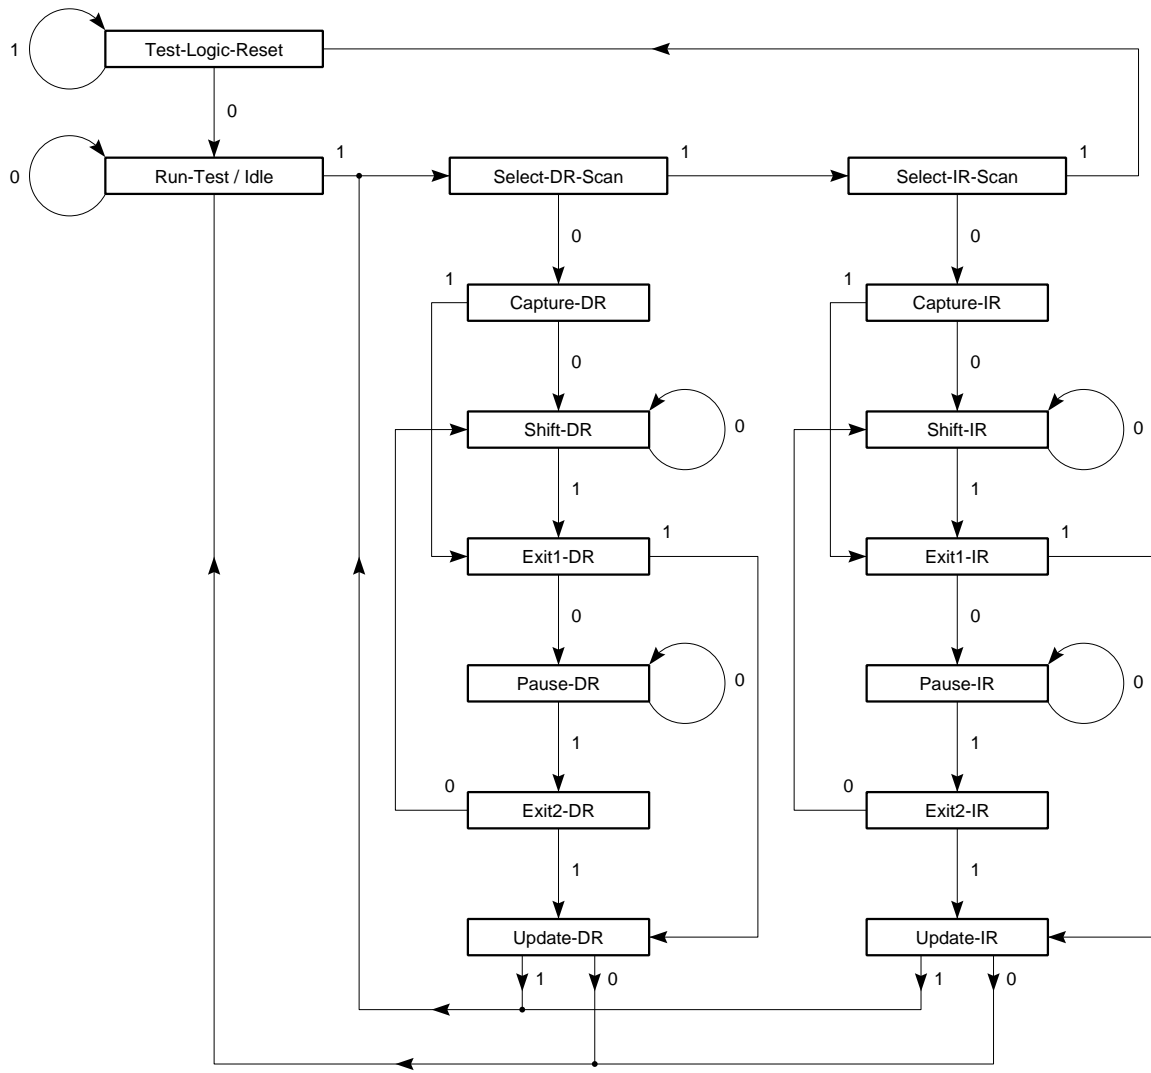 1
Test-Logic-Reset
0
0
Run-Test / Idle
1
Select-DR-Scan
1
Select-IR-Scan
1
0
0
1
Capture-DR
1
Capture-IR
0
0
Shift-DR
0
Shift-IR
0
1
1
Exit1-DR
1
Exit1-IR
1
0
0
Pause-DR
0
Pause-IR
0
1
1
0
Exit2-DR
0
Exit2-IR
1
1
Update-DR
Update-IR
1
0
1
0